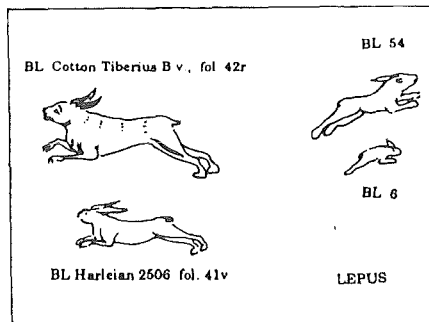 BL 54
BL Cotton Tiberius B v., fol 42r
BL 6
BL Harleian 2506 fol. 41v
LEPUS